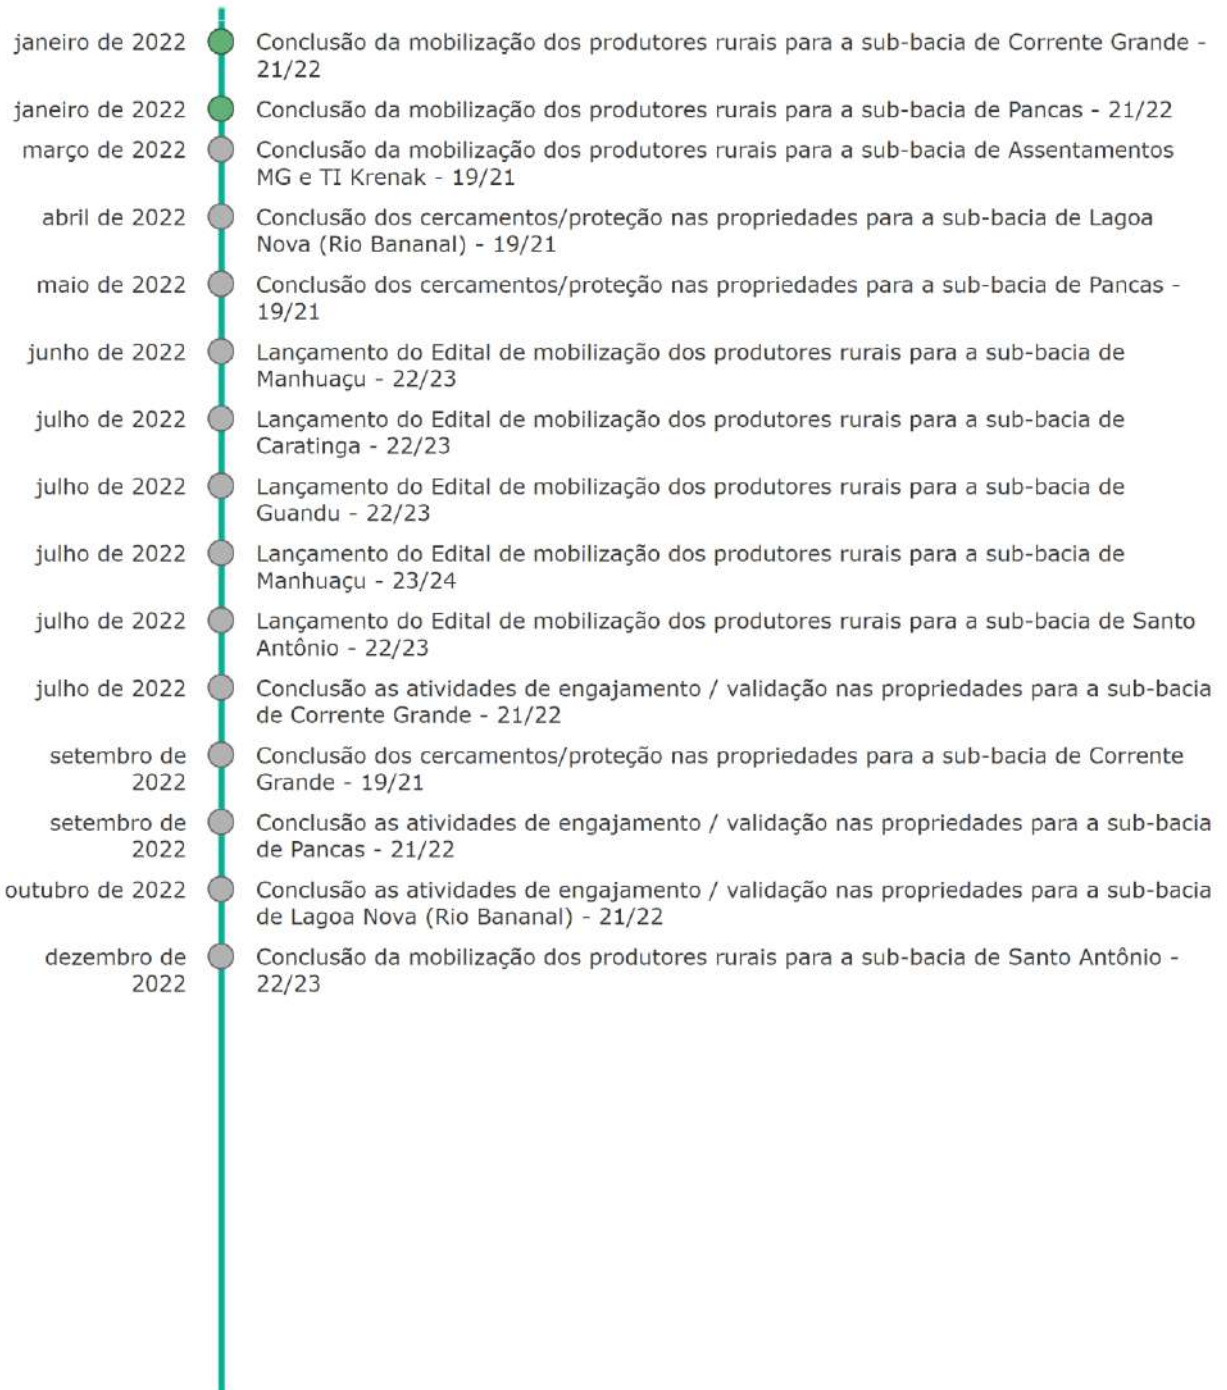 janeiro de 2022 Conclusão da mobilização dos produtores rurais para a sub-bacia de Corrente Grande -
21/22
janeiro de 2022 Conclusão da mobilização dos produtores rurais para a sub-bacia de Pancas - 21/22
março de 2022 Conclusão da mobilização dos produtores rurais para a sub-bacia de Assentamentos
MG e TI Krenak - 19/21
abril de 2022 Conclusão dos cercamentos/proteção nas propriedades para a sub-bacia de Lagoa
Nova (Rio Bananal) - 19/21
maio de 2022 Conclusão dos cercamentos/proteção nas propriedades para a sub-bacia de Pancas -
19/21
junho de 2022 Lançamento do Edital de mobilização dos produtores rurais para a sub-bacia de
Manhuaçu - 22/23
julho de 2022 Lançamento do Edital de mobilização dos produtores rurais para a sub-bacia de
Caratinga - 22/23
julho de 2022 Lançamento do Edital de mobilização dos produtores rurais para a sub-bacia de
Guandu - 22/23
julho de 2022 Lançamento do Edital de mobilização dos produtores rurais para a sub-bacia de
Manhuaçu - 23/24
julho de 2022 Lançamento do Edital de mobilização dos produtores rurais para a sub-bacia de Santo
Antônio - 22/23
julho de 2022 Conclusão as atividades de engajamento / validação nas propriedades para a sub-bacia
de Corrente Grande - 21/22
setembro de Conclusão dos cercamentos/proteção nas propriedades para a sub-bacia de Corrente
2022 Grande - 19/21
setembro de Conclusão as atividades de engajamento / validação nas propriedades para a sub-bacia
2022 de Pancas - 21/22
outubro de 2022 Conclusão as atividades de engajamento / validação nas propriedades para a sub-bacia
de Lagoa Nova (Rio Bananal) - 21/22
dezembro de Conclusão da mobilização dos produtores rurais para a sub-bacia de Santo Antônio -
2022 22/23